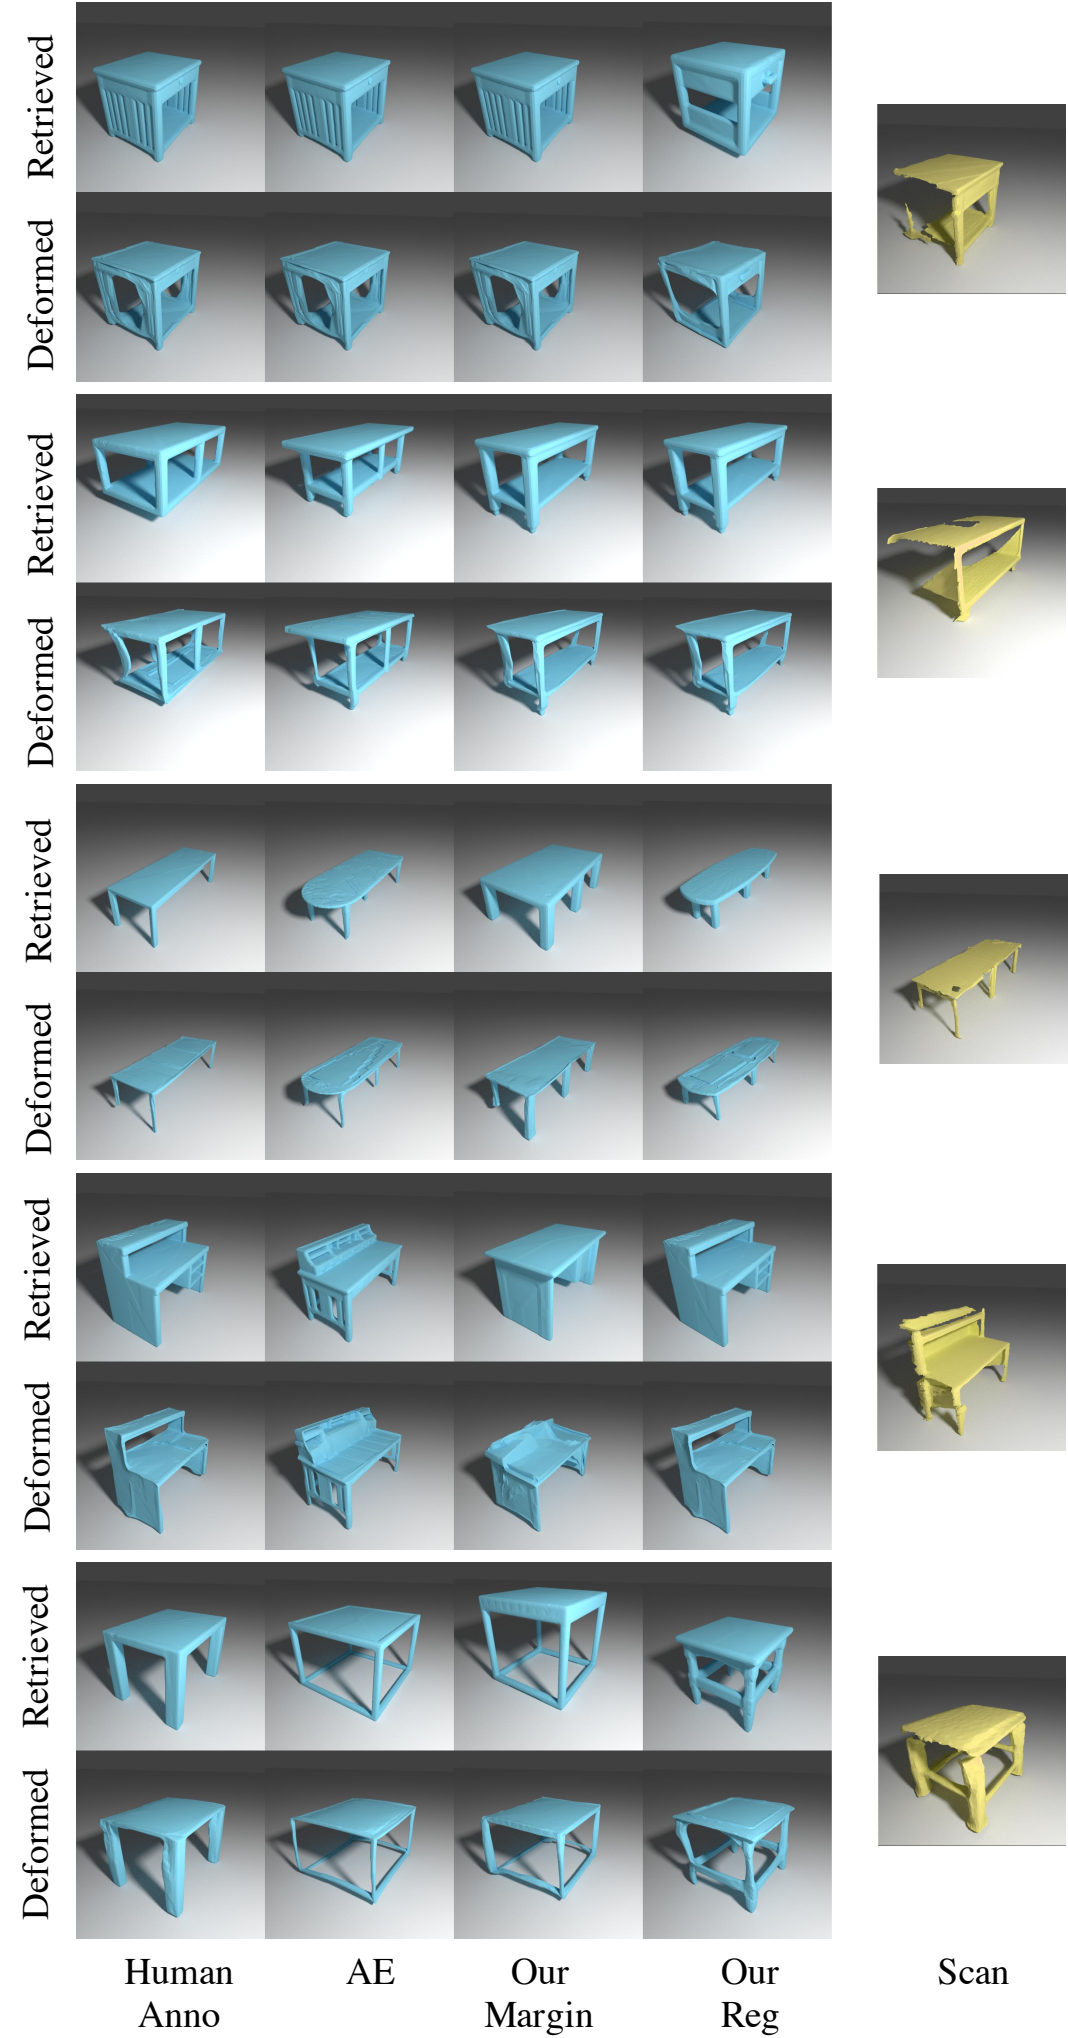 Retrieved
Deformed
Retrieved
Deformed
Retrieved
Deformed
Retrieved
Deformed
Retrieved
Deformed
Human
Anno
AE
Our
Margin
Our
Reg
Scan